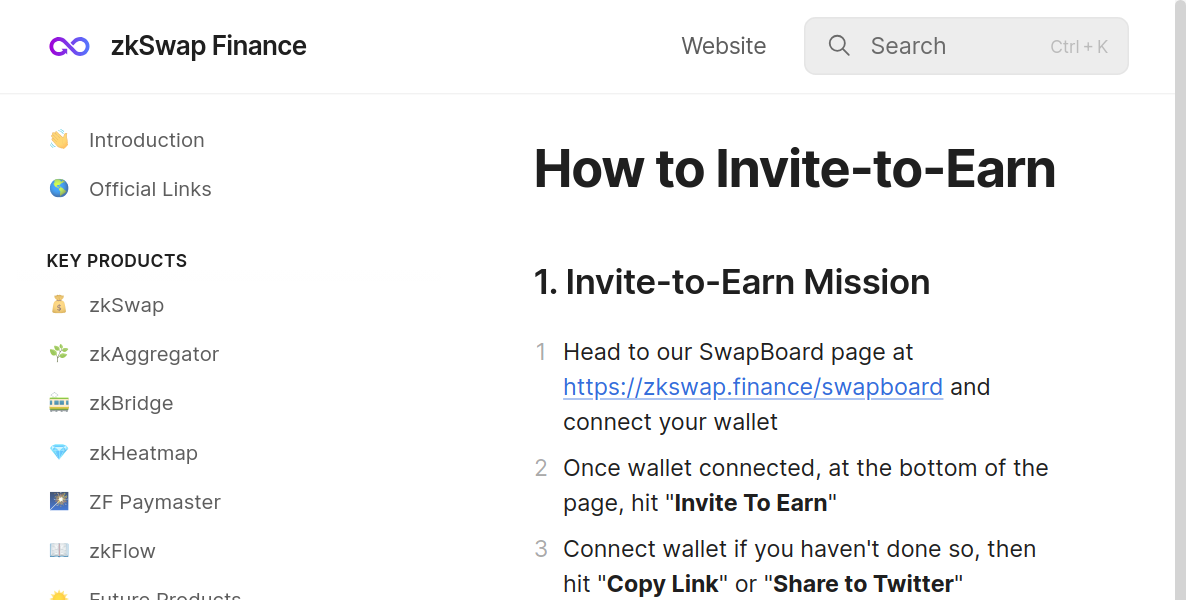 zkSwap Finance
Website
Search
Ctrl + K
Introduction
Official Links
KEY PRODUCTS
zkSwap
zkAggregator
zkBridge
zkHeatmap
ZF Paymaster
zkFlow
Future Products
How to Invite-to-Earn
1. Invite-to-Earn Mission
1 Head to our SwapBoard page at
https://zkswap.finance/swapboard and
connect your wallet
2 Once wallet connected, at the bottom of the
page, hit "Invite To Earn"
3 Connect wallet if you haven't done so, then
hit "Copy Link" or "Share to Twitter"